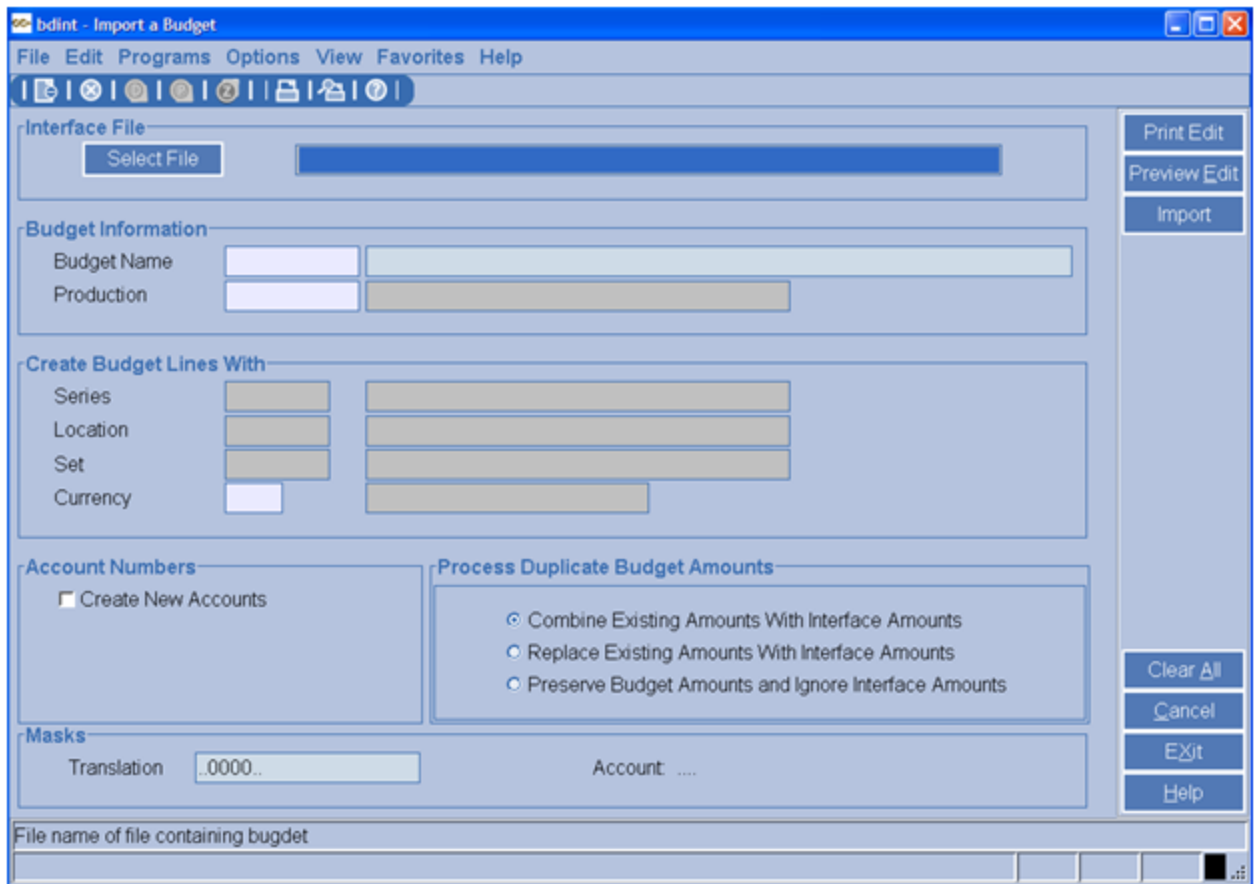 bdint - Import a Budget
File Edit Programs Options View Favorites Help
Interface File
Select File
Print Edit
Preview Edit
Import
Budget Information
Budget Name
Production
Create Budget Lines With
Series
Location
Set
Currency
Account Numbers
Create New Accounts
Process Duplicate Budget Amounts
Combine Existing Amounts With Interface Amounts
Replace Existing Amounts With Interface Amounts
Preserve Budget Amounts and Ignore Interface Amounts
Clear All
Cancel
EXit
Help
Masks
Translation ..0000.. Account: ....
File name of file containing bugdet